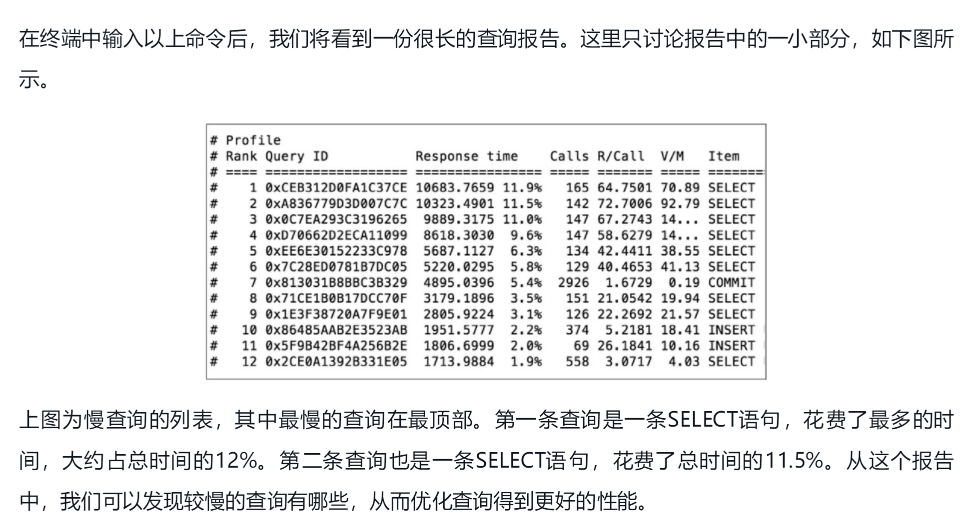 在终端中输入以上命令后，我们将看到一份很长的查询报告。这里只讨论报告中的一小部分，如下图所
示。
# Profile
# Rank Query ID           Response time    Calls R/Call  V/M   Item
# ==== ================== ================ ===== ======= ===== =======
#    1 0xCEB312D0FA1C37CE 10683.7659 11.9%   165 64.7501 70.89 SELECT
#    2 0xA836779D3D007C7C 10323.4901 11.5%   142 72.7006 92.79 SELECT
#    3 0x0C7EA293C3196265  9889.3175 11.0%   147 67.2743 14... SELECT
#    4 0xD70662D2ECA11099  8618.3030  9.6%   147 58.6279 14... SELECT
#    5 0xEE6E30152233C978  5687.1127  6.3%   134 42.4411 38.55 SELECT
#    6 0x7C28ED0781B7DC05  5220.0295  5.8%   129 40.4653 41.13 SELECT
#    7 0x813031B8BBC3B329  4895.0396  5.4%  2926  1.6729  0.19 COMMIT
#    8 0x71CE1B0B17DCC70F  3179.1896  3.5%   151 21.0542 19.94 SELECT
#    9 0x1E3F38720A7F9E01  2805.9224  3.1%   126 22.2692 21.57 SELECT
#   10 0x86485AAB2E3523AB  1951.5777  2.2%   374  5.2181 18.41 INSERT
#   11 0x5F9B42BF4A256B2E  1806.6999  2.0%    69 26.1841 10.16 INSERT
#   12 0x2CE0A1392B331E05  1713.9884  1.9%   558  3.0717  4.03 SELECT
上图为慢查询的列表，其中最慢的查询在最顶部。第一条查询是一条SELECT语句，花费了最多的时
间，大约占总时间的12%。第二条查询也是一条SELECT语句，花费了总时间的11.5%。从这个报告
中，我们可以发现较慢的查询有哪些，从而优化查询得到更好的性能。